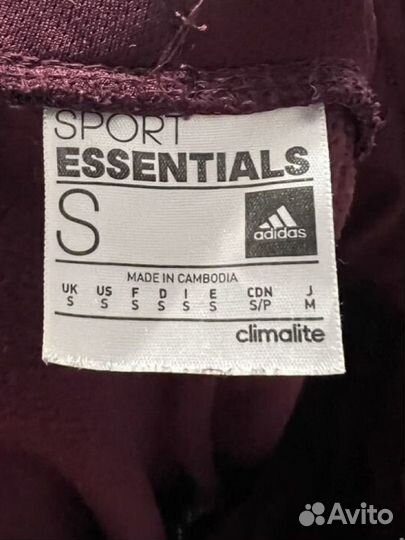 SPORT
ESSENTIALS
S
adidas
MADE IN CAMBODIA
UK US F D I E CDN J
S S S S S S S/P M
climalite
Avito